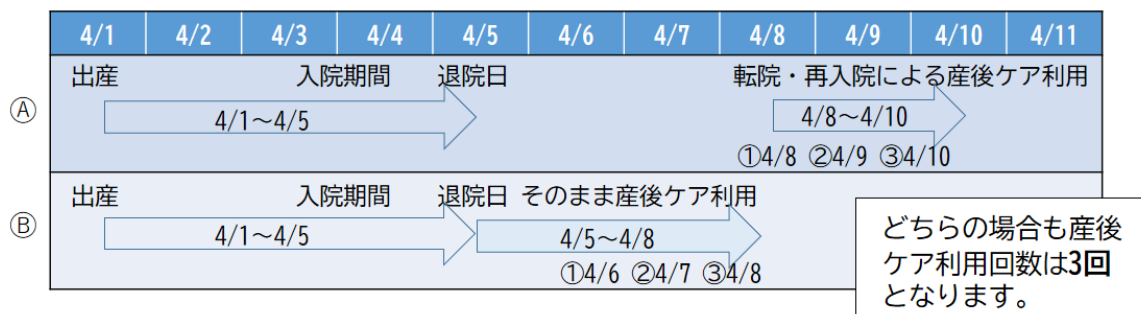 4/1 4/2 4/3 4/4 4/5 4/6 4/7 4/8 4/9 4/10 4/11
出産 入院期間 退院日 転院・再入院による産後ケア利用
Ⓐ 4/1～4/5 4/8～4/10
①4/8 ②4/9 ③4/10
出産 入院期間 退院日 そのまま産後ケア利用
Ⓑ 4/1～4/5 4/5～4/8
①4/6 ②4/7 ③4/8
どちらの場合も産後
ケア利用回数は3回
となります。